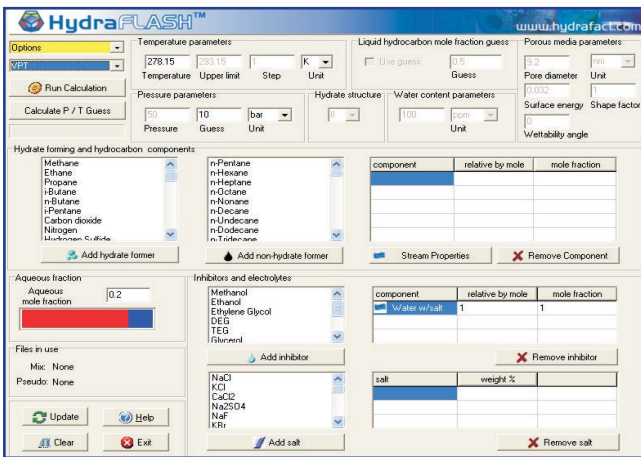 HydraFLASH™
www.hydrafact.com
Options
VPT
Run Calculation
Calculate P / T Guess
Temperature parameters
278.15 293.15 1 K
Temperature Upper limit Step Unit
Liquid hydrocarbon mole fraction guess
Use guess 0.5
Guess
Porous media parameters
9.2 nm
Pore diameter Unit
0.032 1
Surface energy Shape factor
0
Wettability angle
Pressure parameters
50 10 bar
Pressure Guess Unit
Hydrate structure
II
Water content parameters
100 ppm
Unit
Hydrate forming and hydrocarbon components
Methane
Ethane
Propane
i-Butane
n-Butane
i-Pentane
Carbon dioxide
Nitrogen
Hydrogen Sulfide
Add hydrate former
n-Pentane
n-Hexane
n-Heptane
n-Octane
n-Nonane
n-Decane
n-Undecane
n-Dodecane
n-Tridecane
Add non-hydrate former
component relative by mole mole fraction
Stream Properties
Remove Component
Aqueous fraction
Aqueous
mole fraction
0.2
Files in use
Mix: None
Pseudo: None
Update
Help
Clear
Exit
Inhibitors and electrolytes
Methanol
Ethanol
Ethylene Glycol
DEG
TEG
Glycerol
Add inhibitor
component relative by mole mole fraction
Water w/salt 1 1
Remove inhibitor
NaCl
KCl
CaCl2
Na2SO4
NaF
KBr
Add salt
salt weight %
Remove salt